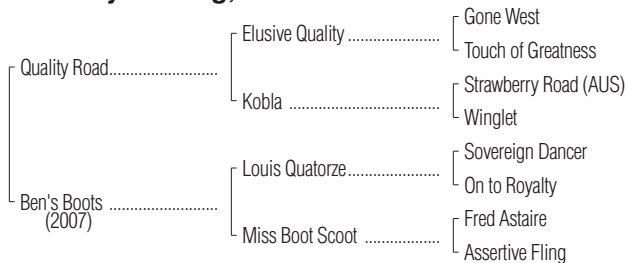 Gone West
Elusive Quality ....................
Touch of Greatness
Quality Road........................
Strawberry Road (AUS)
Kobla .................................
Winglet
Sovereign Dancer
Louis Quatorze....................
On to Royalty
Ben's Boots ........................
(2007)
Fred Astaire
Miss Boot Scoot ................
Assertive Fling